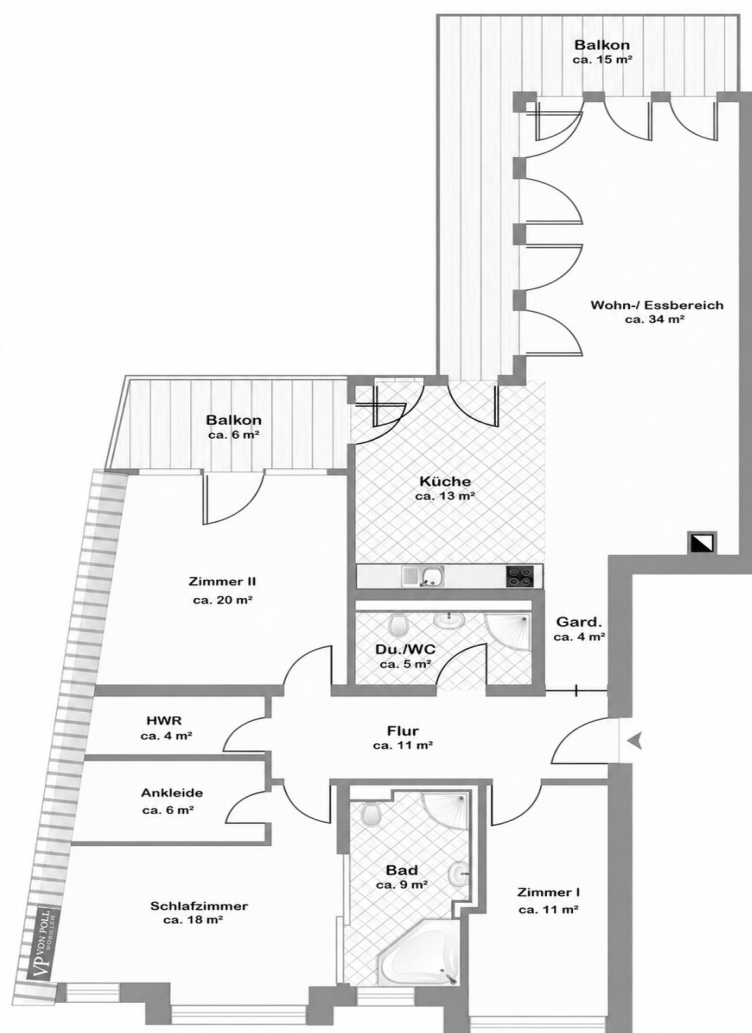 Balkon
ca. 15 m²
Wohn-/ Essbereich
ca. 34 m²
Balkon
ca. 6 m²
Küche
ca. 13 m²
Zimmer II
ca. 20 m²
Gard.
ca. 4 m²
Du./WC
ca. 5 m²
HWR
ca. 4 m²
Flur
ca. 11 m²
Ankleide
ca. 6 m²
Bad
ca. 9 m²
Zimmer I
ca. 11 m²
Schlafzimmer
ca. 18 m²
VP VON POLL
IMMOBILIEN